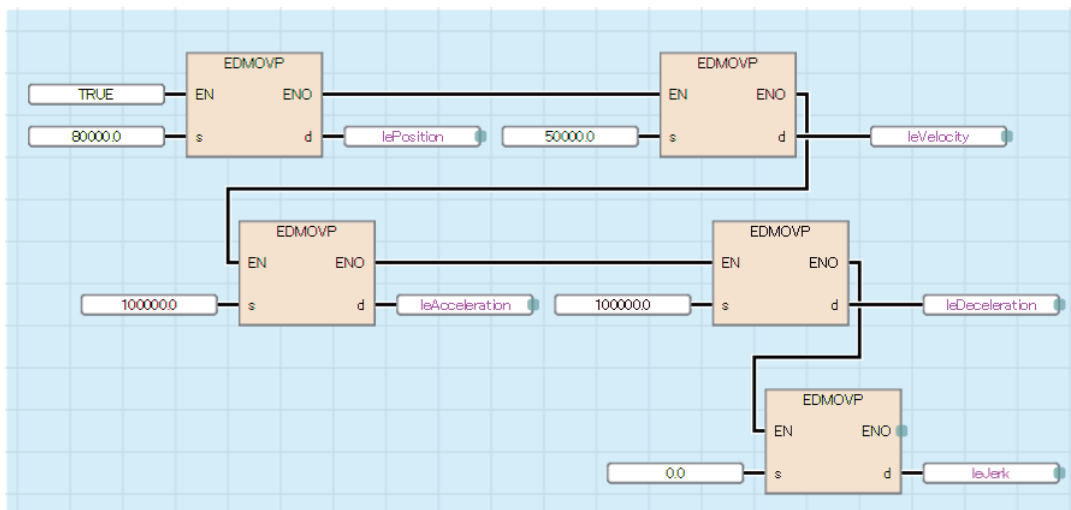 EDMOVP EDMOVP
TRUE EN ENO EN ENO
80000.0 s d lePosition 50000.0 s d leVelocity
EDMOVP EDMOVP
EN ENO EN ENO
100000.0 s d leAcceleration 100000.0 s d leDeceleration
EDMOVP
EN ENO
0.0 s d leJerk